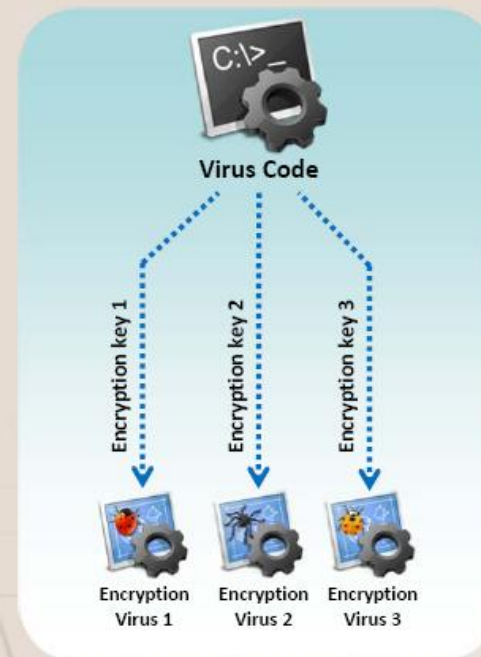 C:\>_
Virus Code
Encryption key 1
Encryption key 2
Encryption key 3
Encryption
Virus 1
Encryption
Virus 2
Encryption
Virus 3